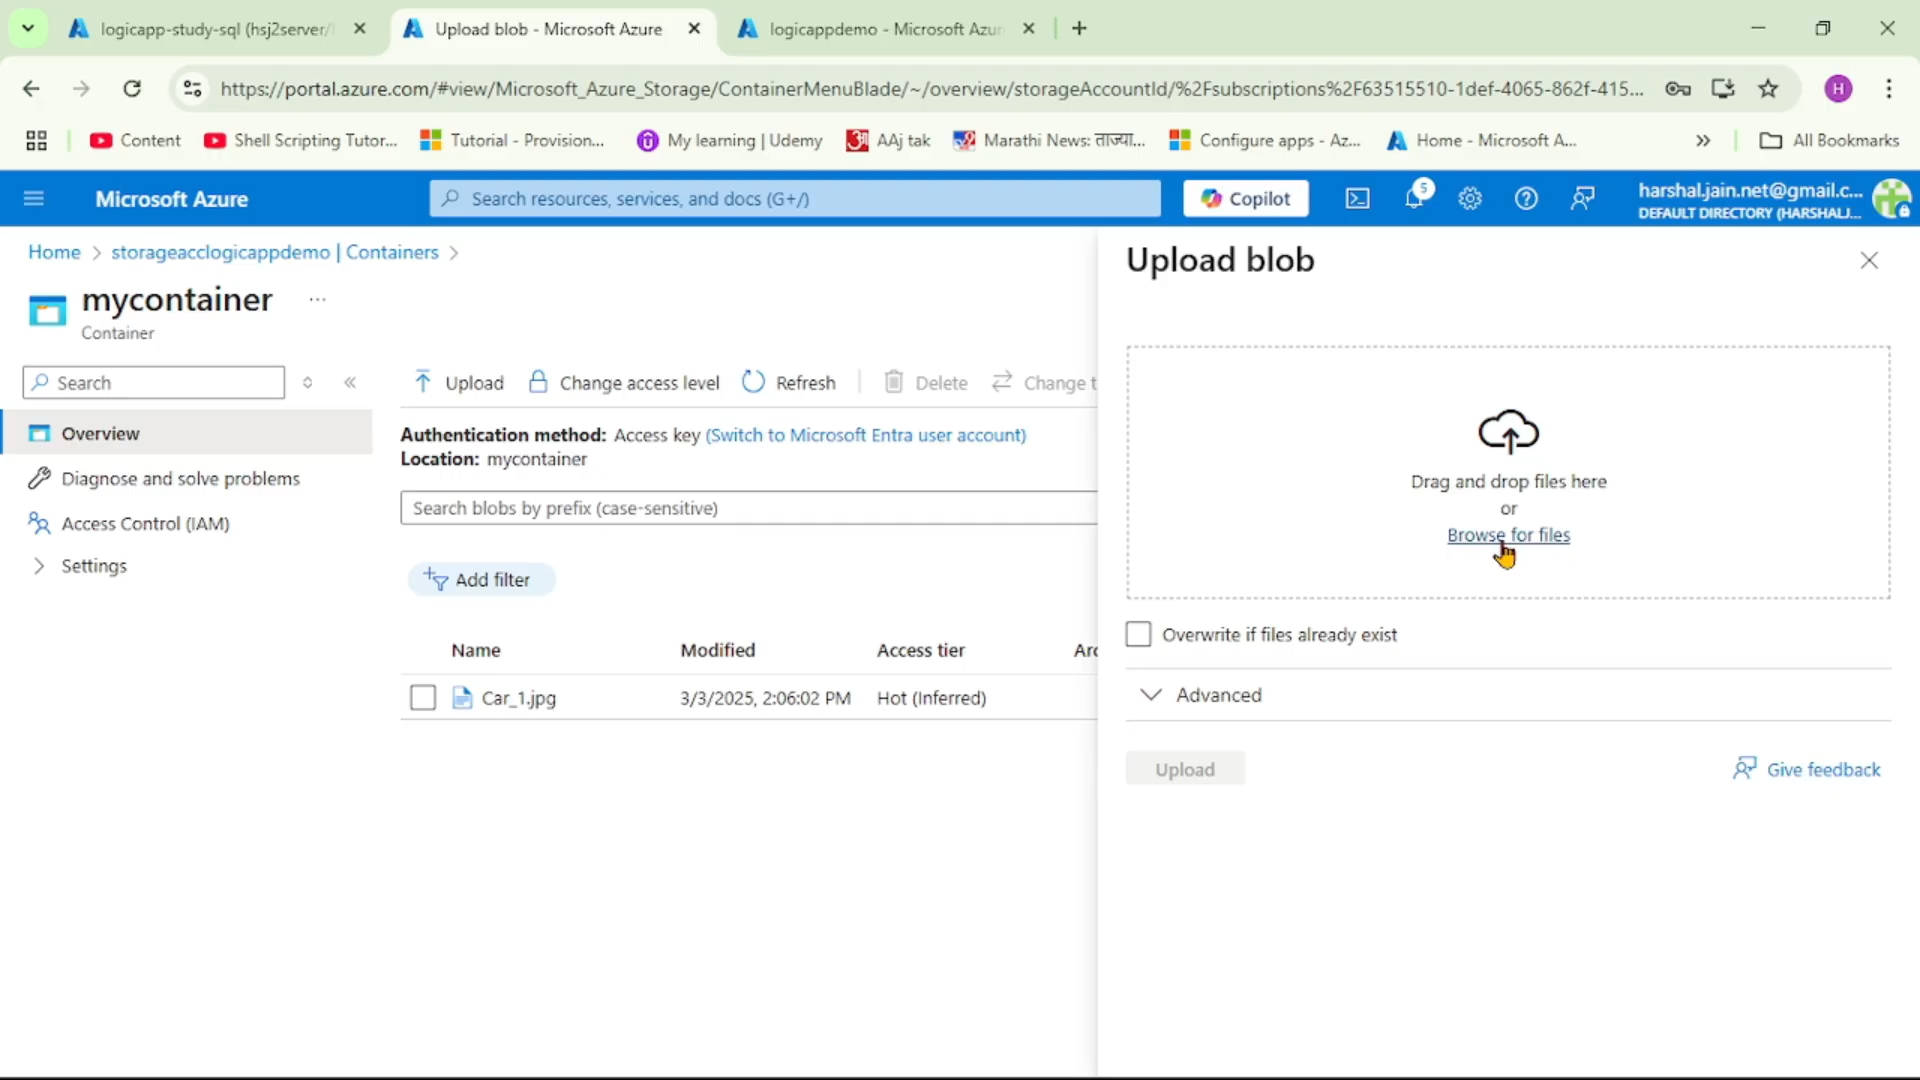 logicapp-study-sql (hsj2server/l
Upload blob - Microsoft Azure
logicappdemo - Microsoft Azur
https://portal.azure.com/#view/Microsoft_Azure_Storage/ContainerMenuBlade/~/overview/storageAccountId/%2Fsubscriptions%2F63515510-1def-4065-862f-415...
H
Content
Shell Scripting Tutor...
Tutorial - Provision...
My learning | Udemy
AAj tak
Marathi News: ताज्या...
Configure apps - Az...
Home - Microsoft A...
All Bookmarks
Microsoft Azure
Search resources, services, and docs (G+/)
Copilot
5
harshal.jain.net@gmail.c...
DEFAULT DIRECTORY (HARSHALJ...
Home > storageacclogicappdemo | Containers >
mycontainer ...
Container
Search
Overview
Diagnose and solve problems
Access Control (IAM)
Settings
Upload
Change access level
Refresh
Delete
Change t
Authentication method: Access key (Switch to Microsoft Entra user account)
Location: mycontainer
Search blobs by prefix (case-sensitive)
Add filter
Name Modified Access tier Arc
Car_1.jpg 3/3/2025, 2:06:02 PM Hot (Inferred)
Upload blob
Drag and drop files here
or
Browse for files
Overwrite if files already exist
Advanced
Upload
Give feedback